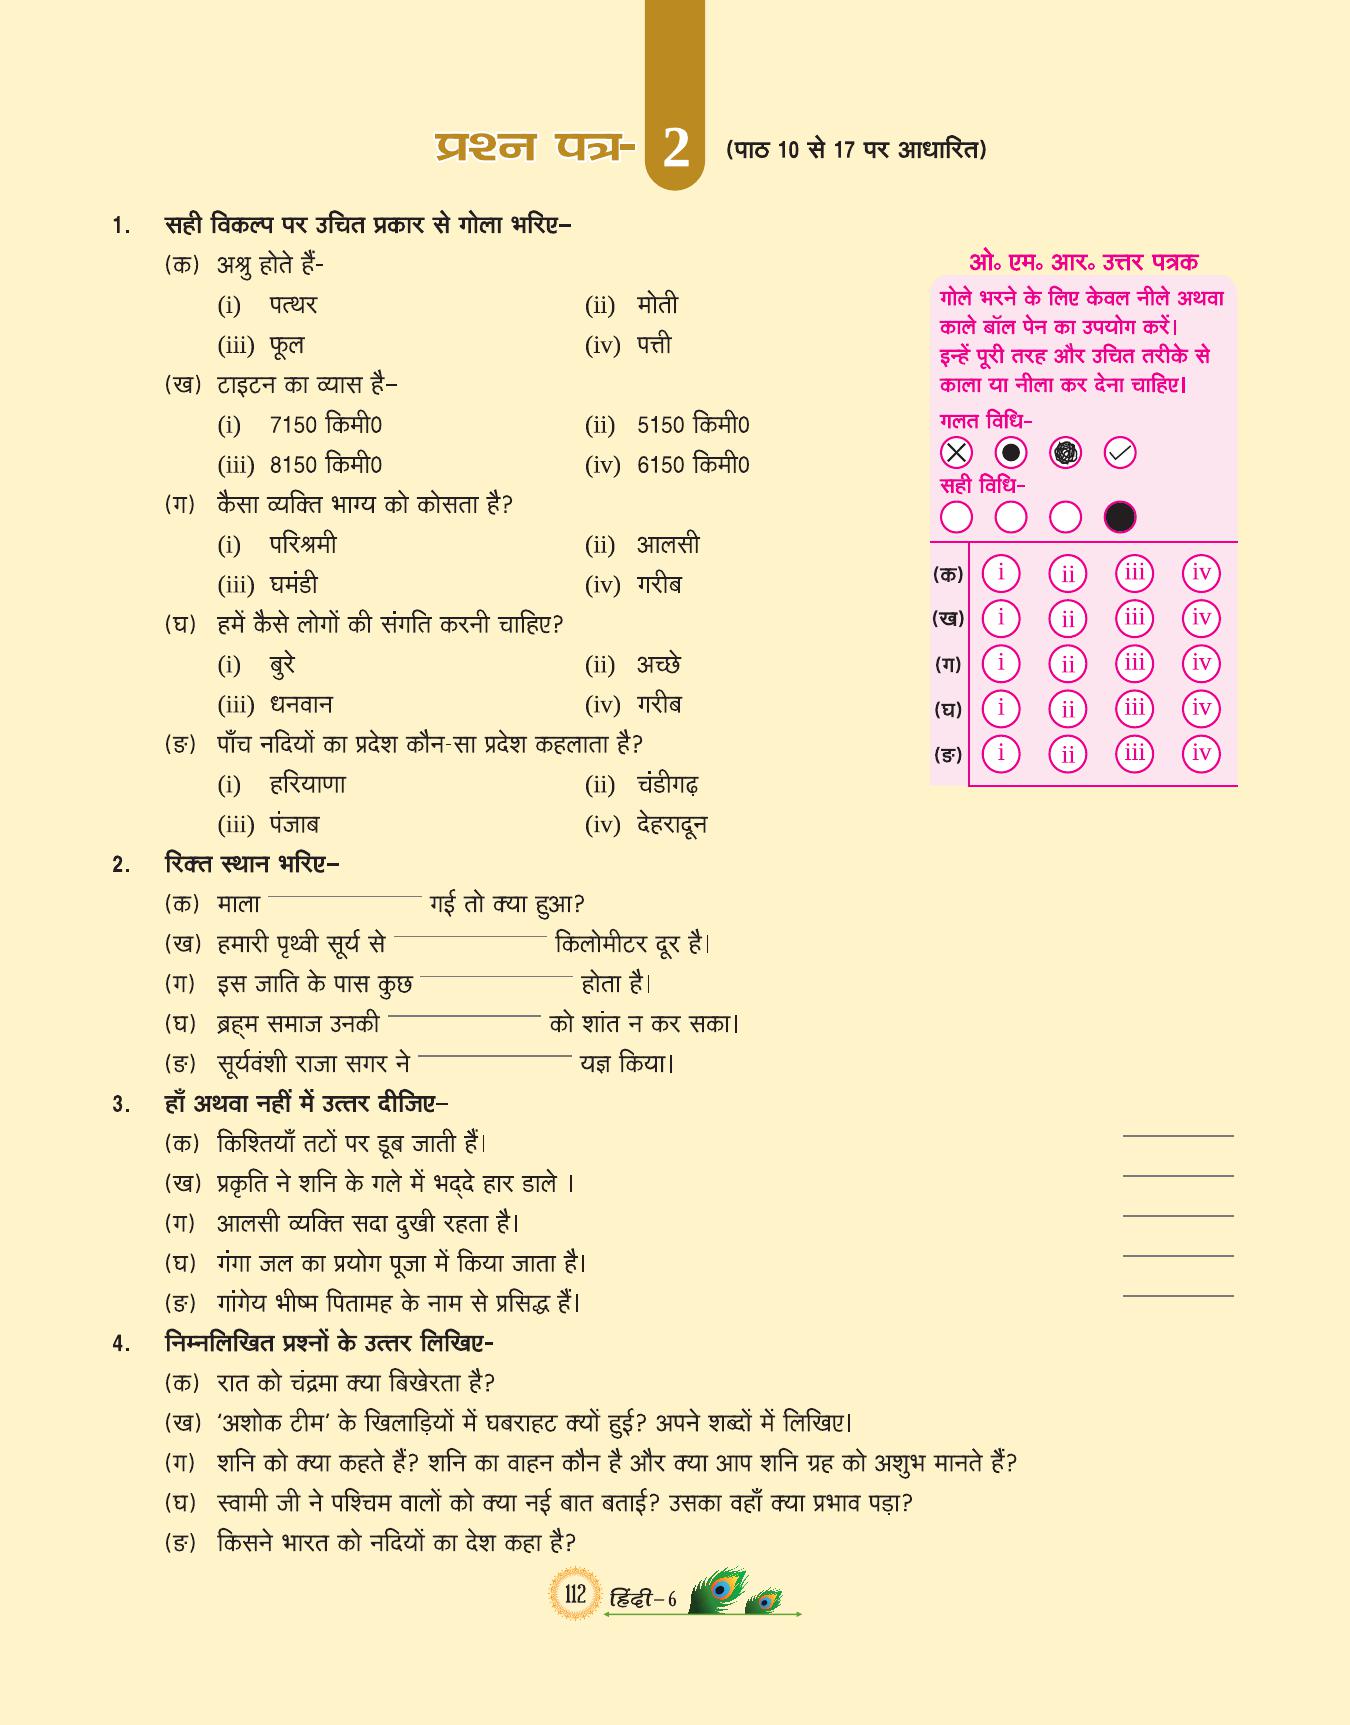 प्रश्न पत्र- 2 (पाठ 10 से 17 पर आधारित)
1. सही विकल्प पर उचित प्रकार से गोला भरिए–
(क) अश्रु होते हैं-
(i) पत्थर (ii) मोती
(iii) फूल (iv) पत्ती
(ख) टाइटन का व्यास है–
(i) 7150 किमी0 (ii) 5150 किमी0
(iii) 8150 किमी0 (iv) 6150 किमी0
(ग) कैसा व्यक्ति भाग्य को कोसता है?
(i) परिश्रमी (ii) आलसी
(iii) घमंडी (iv) गरीब
(घ) हमें कैसे लोगों की संगति करनी चाहिए?
(i) बुरे (ii) अच्छे
(iii) धनवान (iv) गरीब
(ङ) पाँच नदियों का प्रदेश कौन-सा प्रदेश कहलाता है?
(i) हरियाणा (ii) चंडीगढ़
(iii) पंजाब (iv) देहरादून
ओ॰ एम॰ आर॰ उत्तर पत्रक
गोले भरने के लिए केवल नीले अथवा
काले बॉल पेन का उपयोग करें।
इन्हें पूरी तरह और उचित तरीके से
काला या नीला कर देना चाहिए।
गलत विधि–
सही विधि–
(क) i ii iii iv
(ख) i ii iii iv
(ग) i ii iii iv
(घ) i ii iii iv
(ङ) i ii iii iv
2. रिक्त स्थान भरिए–
(क) माला ____________ गई तो क्या हुआ?
(ख) हमारी पृथ्वी सूर्य से ____________ किलोमीटर दूर है।
(ग) इस जाति के पास कुछ ____________ होता है।
(घ) ब्रह्म समाज उनकी ____________ को शांत न कर सका।
(ङ) सूर्यवंशी राजा सगर ने ____________ यज्ञ किया।
3. हाँ अथवा नहीं में उत्तर दीजिए–
(क) किश्तियाँ तटों पर डूब जाती हैं। ________
(ख) प्रकृति ने शनि के गले में भद्दे हार डाले । ________
(ग) आलसी व्यक्ति सदा दुखी रहता है। ________
(घ) गंगा जल का प्रयोग पूजा में किया जाता है। ________
(ङ) गांगेय भीष्म पितामह के नाम से प्रसिद्ध हैं। ________
4. निम्नलिखित प्रश्नों के उत्तर लिखिए-
(क) रात को चंद्रमा क्या बिखेरता है?
(ख) ‘अशोक टीम’ के खिलाड़ियों में घबराहट क्यों हुई? अपने शब्दों में लिखिए।
(ग) शनि को क्या कहते हैं? शनि का वाहन कौन है और क्या आप शनि ग्रह को अशुभ मानते हैं?
(घ) स्वामी जी ने पश्चिम वालों को क्या नई बात बताई? उसका वहाँ क्या प्रभाव पड़ा?
(ङ) किसने भारत को नदियों का देश कहा है?
112 हिंदी–6